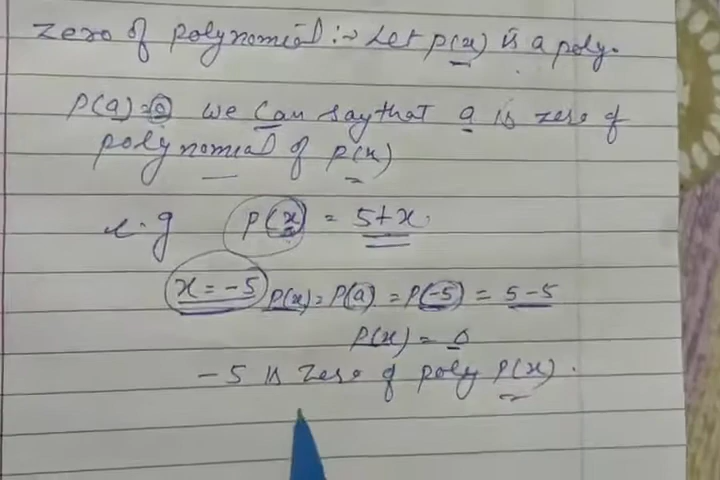 zero of polynomial :- Let p(x) is a poly.
P(a)=0 we can say that a is zero of
polynomial of p(x)
e.g p(x) = 5+x.
x = -5 p(x) = p(a) = p(-5) = 5-5
p(x) = 0
-5 is zero of poly p(x).